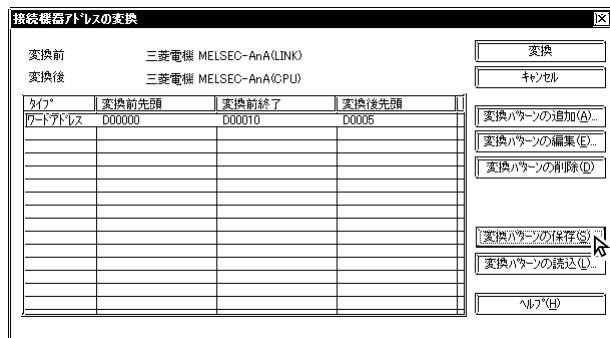 接続機器アドレスの変換
変換前 三菱電機 MELSEC-AnA(LINK)
変換後 三菱電機 MELSEC-AnA(CPU)
タイプ 変換前先頭 変換前終了 変換後先頭
ワードアドレス D00000 D00010 D0005
変換
キャンセル
変換パターンの追加(A)...
変換パターンの編集(E)...
変換パターンの削除(D)
変換パターンの保存(S)...
変換パターンの読込(L)...
ヘルプ(H)